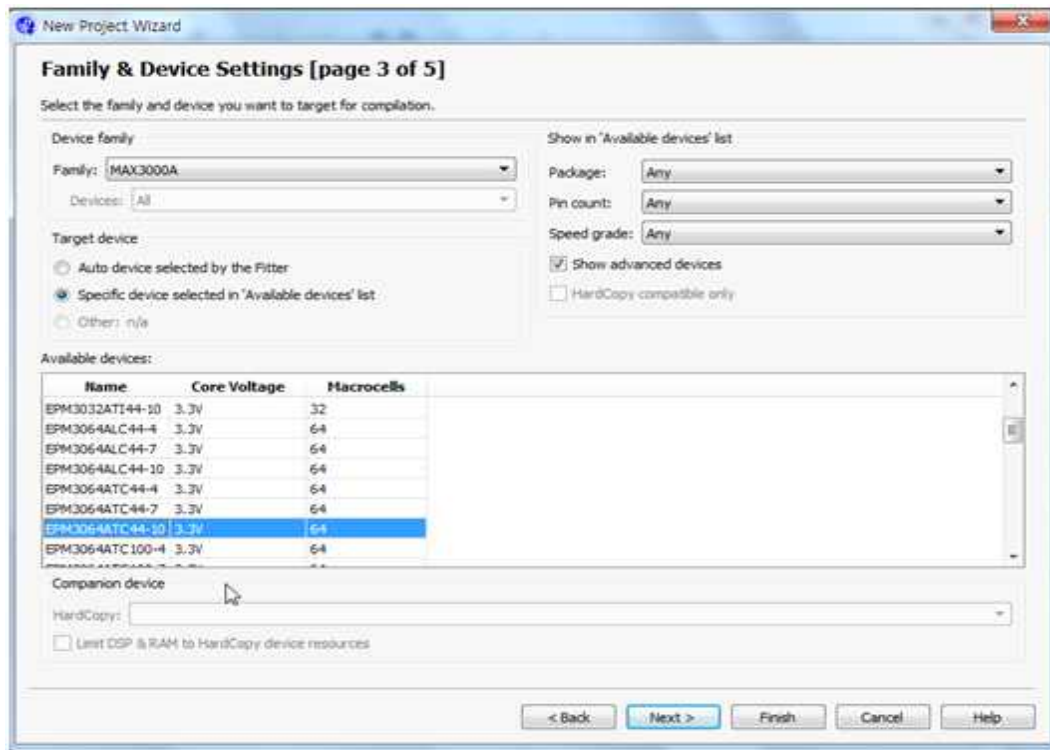 New Project Wizard
Family & Device Settings [page 3 of 5]
Select the family and device you want to target for compilation.
Device family
Family: MAX3000A
Devices: All
Target device
Auto device selected by the Fitter
Specific device selected in 'Available devices' list
Other: n/a
Show in 'Available devices' list
Package: Any
Pin count: Any
Speed grade: Any
Show advanced devices
HardCopy compatible only
Available devices:
Name Core Voltage Macrocells
EPM3032ATI44-10 3.3V 32
EPM3064ALC44-4 3.3V 64
EPM3064ALC44-7 3.3V 64
EPM3064ALC44-10 3.3V 64
EPM3064ATC44-4 3.3V 64
EPM3064ATC44-7 3.3V 64
EPM3064ATC44-10 3.3V 64
EPM3064ATC100-4 3.3V 64
Companion device
HardCopy:
Limit DSP & RAM to HardCopy device resources
< Back Next > Finish Cancel Help